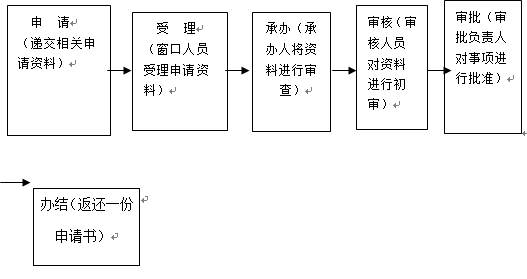 申　请
（递交相关申
请资料）
受　理
（窗口人员
受理申请资
料）
承办（承
办人将资
料进行审
查）
审核（审
核人员
对资料
进行初
审）
审批（审
批负责人
对事项进
行批准）
办结（返还一份
申请书）